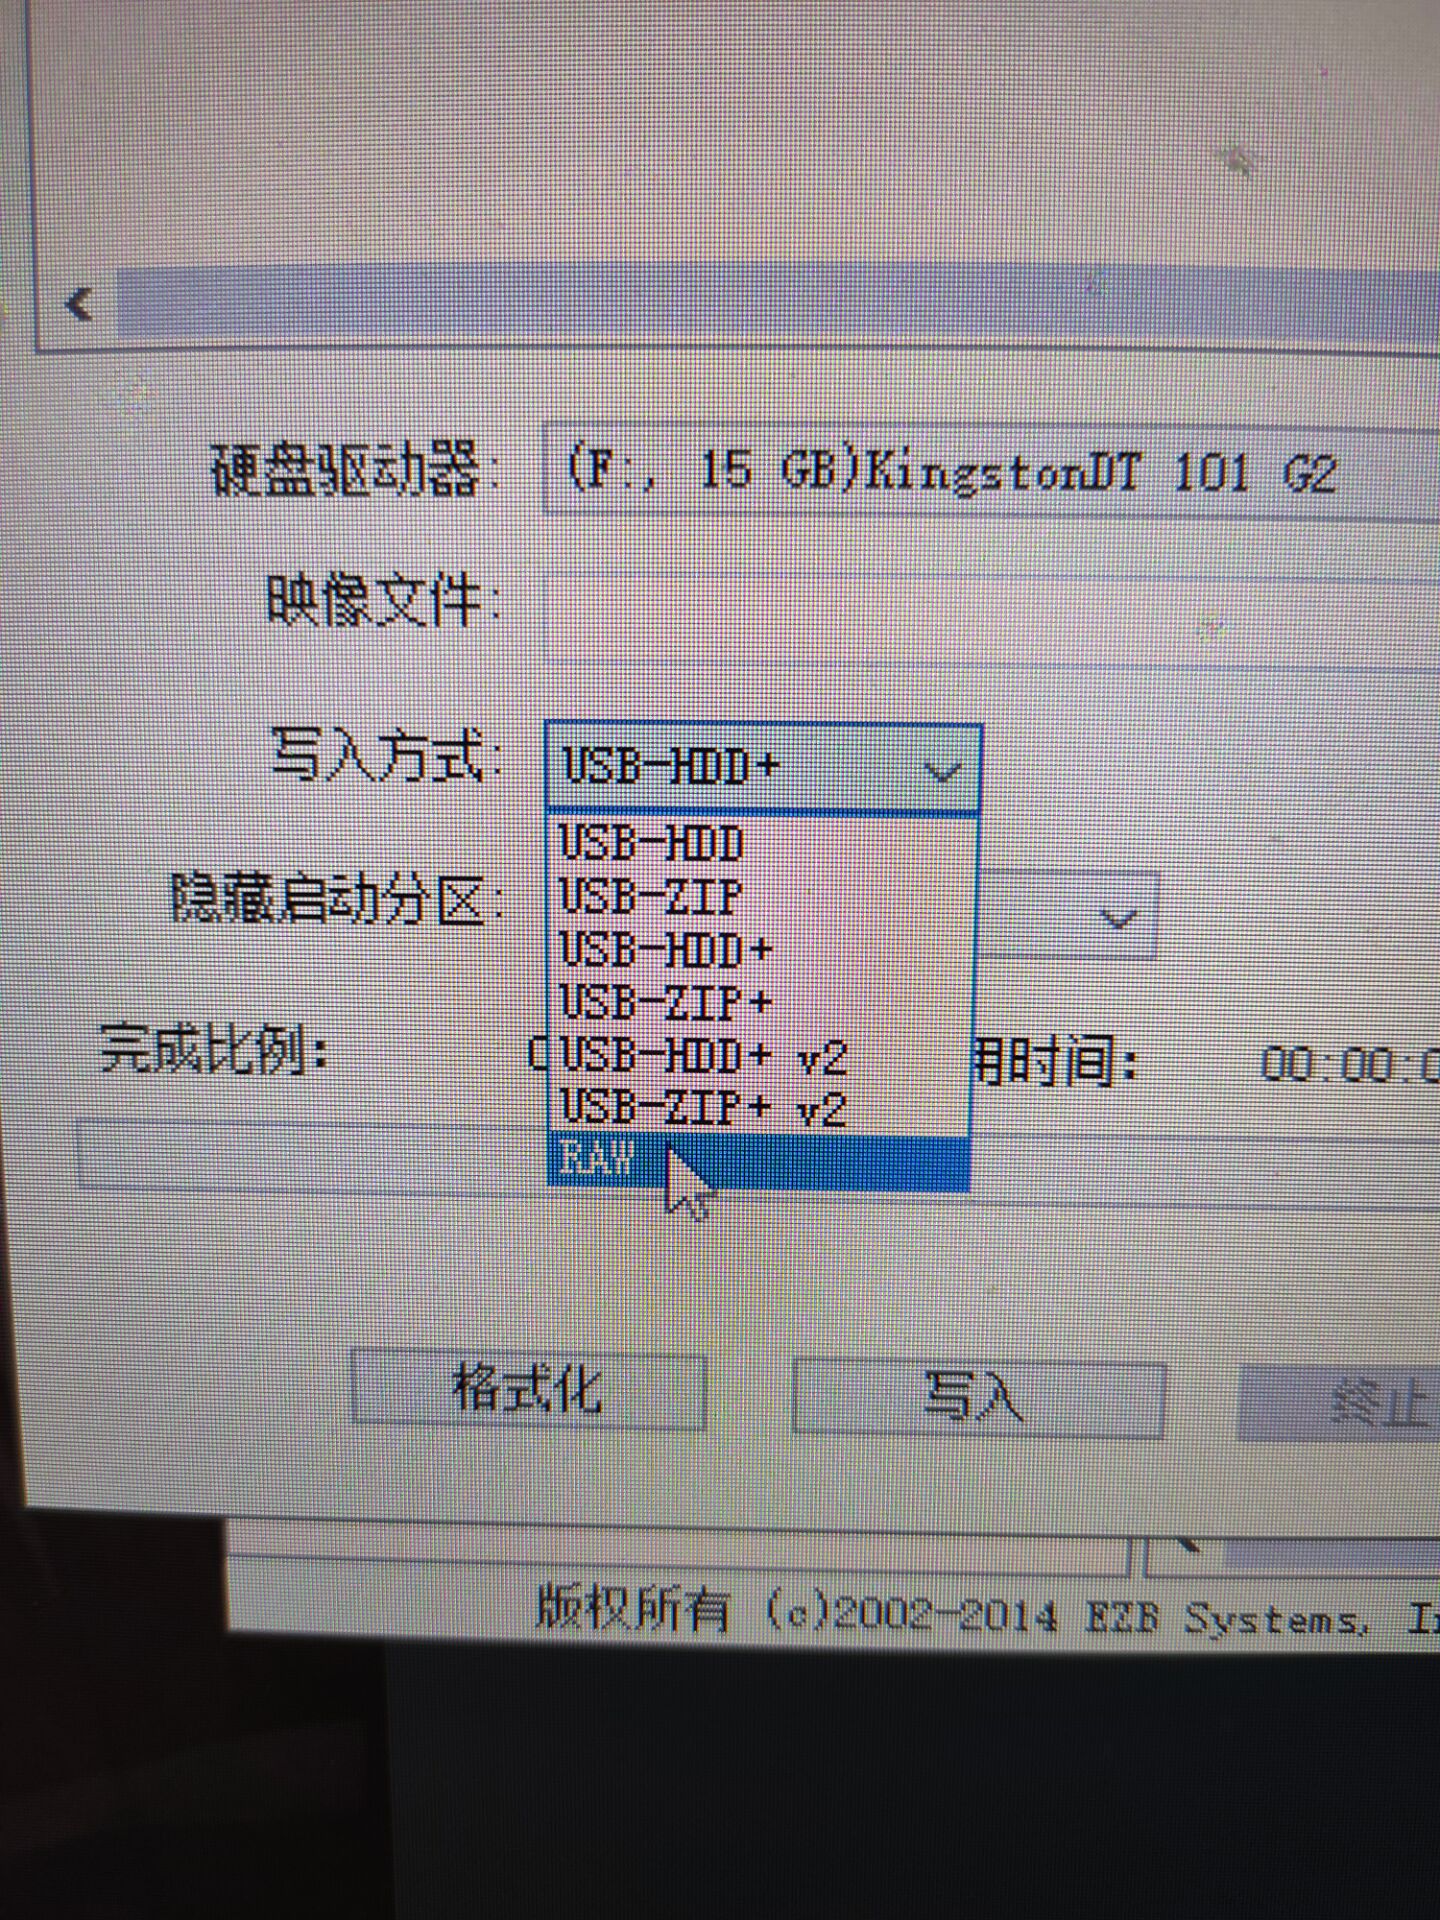 硬盘驱动器: (F:, 15 GB)KingstonDT 101 G2
映像文件:
写入方式: USB-HDD+
USB-HDD
USB-ZIP
隐藏启动分区:
USB-HDD+
USB-ZIP+
完成比例:
USB-HDD+ v2
用时间: 00:00:0
USB-ZIP+ v2
RAW
格式化 写入 终止
版权所有 (c)2002-2014 EZB Systems, In